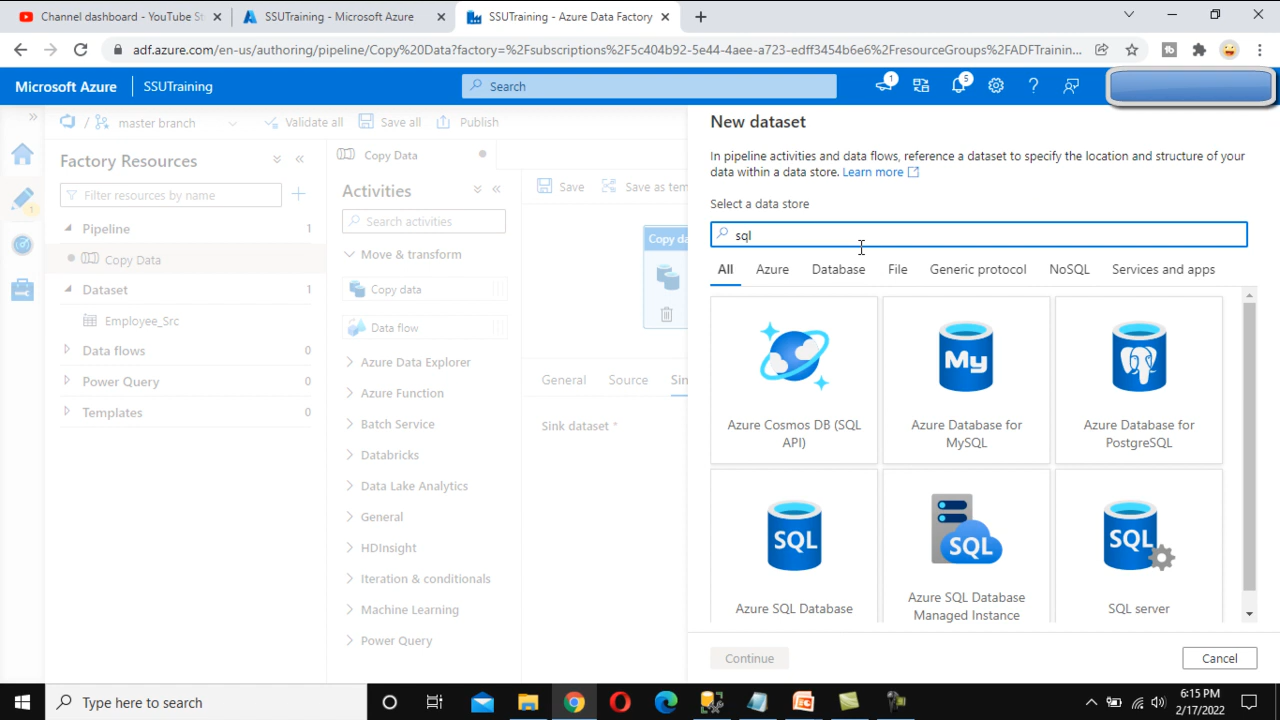 Channel dashboard - YouTube St
SSUTraining - Microsoft Azure
SSUTraining - Azure Data Factory
adf.azure.com/en-us/authoring/pipeline/Copy%20Data?factory=%2Fsubscriptions%2F5c404b92-5e44-4aee-a723-edff3454b6e6%2FresourceGroups%2FADFTrainin...
Microsoft Azure
SSUTraining
Search
1
5
master branch
Validate all
Save all
Publish
Factory Resources
Filter resources by name
Pipeline 1
Copy Data
Dataset 1
Employee_Src
Data flows 0
Power Query 0
Templates 0
Copy Data
Activities
Search activities
Move & transform
Copy data
Data flow
Azure Data Explorer
Azure Function
Batch Service
Databricks
Data Lake Analytics
General
HDInsight
Iteration & conditionals
Machine Learning
Power Query
Save
Save as tem
Copy da
General
Source
Sin
Sink dataset *
New dataset
In pipeline activities and data flows, reference a dataset to specify the location and structure of your
data within a data store. Learn more
Select a data store
sql
All
Azure
Database
File
Generic protocol
NoSQL
Services and apps
Azure Cosmos DB (SQL
API)
My
Azure Database for
MySQL
Azure Database for
PostgreSQL
SQL
Azure SQL Database
SQL
Azure SQL Database
Managed Instance
SQL
SQL server
Continue
Cancel
Type here to search
6:15 PM
2/17/2022